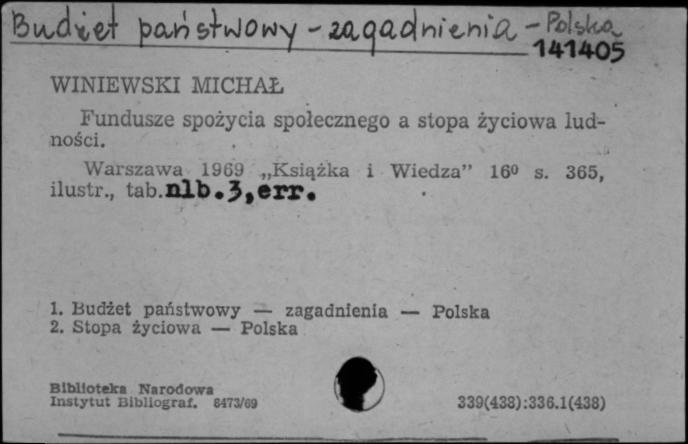 Budżet państwowy - zagadnienia - Polska
141405
WINIEWSKI MICHAŁ
Fundusze spożycia społecznego a stopa życiowa lud-
ności.
Warszawa 1969 „Książka i Wiedza” 16⁰ s. 365,
ilustr., tab.nlb.3,err.
1. Budżet państwowy — zagadnienia — Polska
2. Stopa życiowa — Polska
Biblioteka Narodowa
Instytut Bibliograf. 8473/69
339(438):336.1(438)